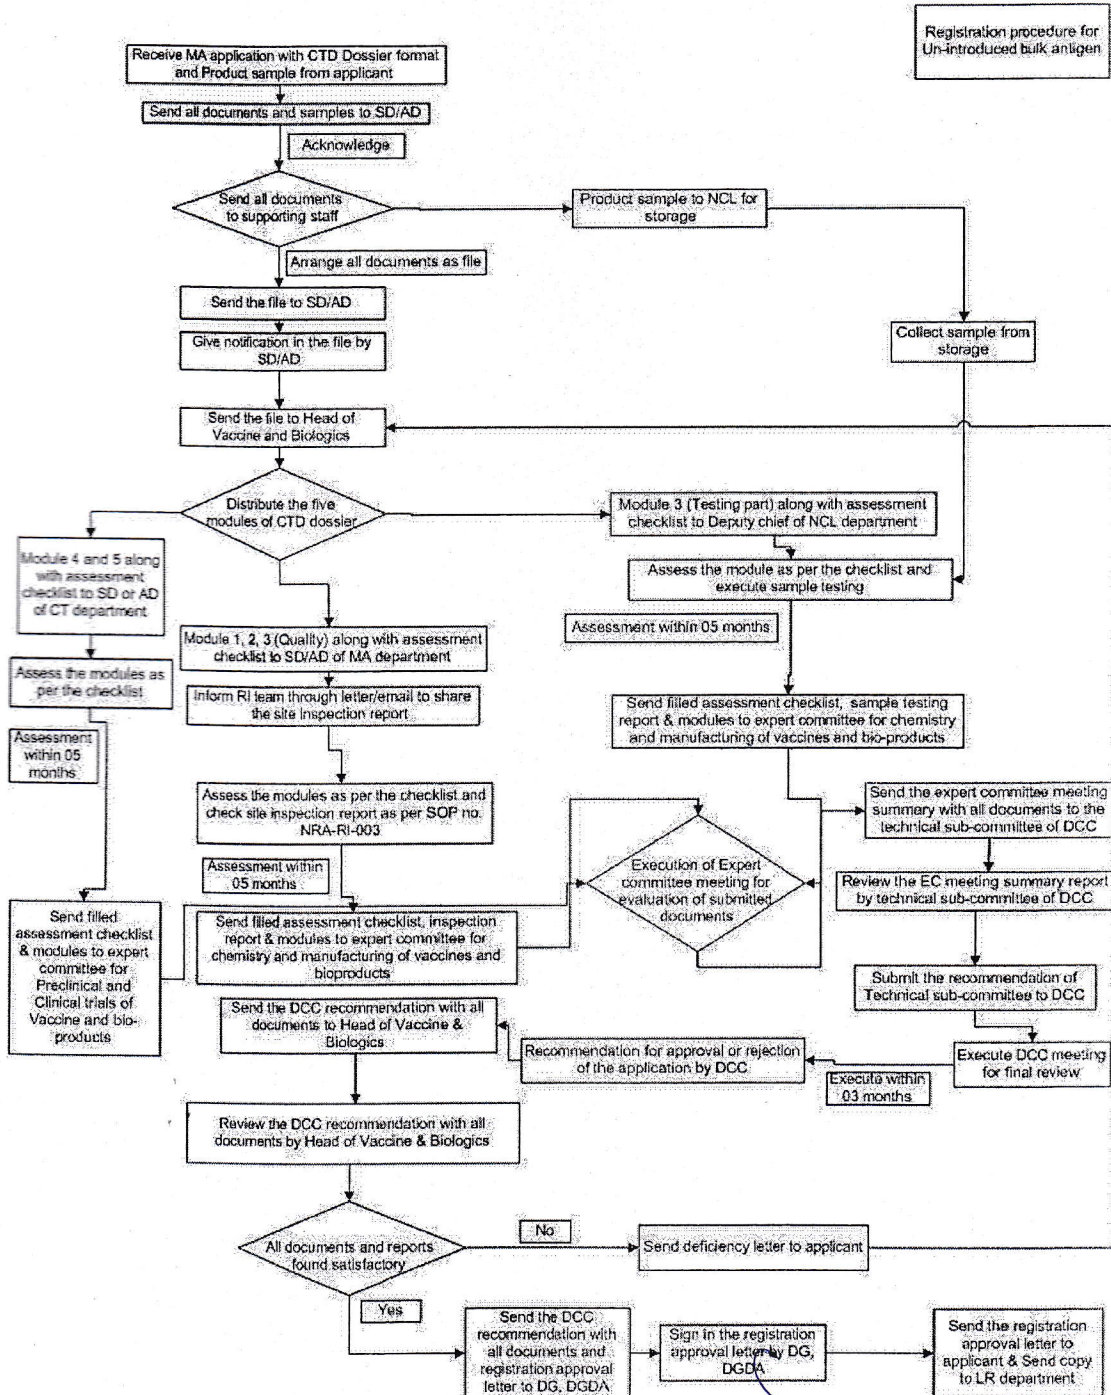 Registration procedure for
Un-introduced bulk antigen
Receive MA application with CTD Dossier format
and Product sample from applicant
Send all documents and samples to SD/AD
Acknowledge
Send all documents
to supporting staff
Product sample to NCL for
storage
Arrange all documents as file
Send the file to SD/AD
Give notification in the file by
SD/AD
Collect sample from
storage
Send the file to Head of
Vaccine and Biologics
Distribute the five
modules of CTD dossier
Module 3 (Testing part) along with assessment
checklist to Deputy chief of NCL department
Module 4 and 5 along
with assessment
checklist to SD or AD
of CT department
Assess the module as per the checklist and
execute sample testing
Assessment within 05 months
Module 1, 2, 3 (Quality) along with assessment
checklist to SD/AD of MA department
Assess the modules as
per the checklist
Inform RI team through letter/email to share
the site inspection report
Send filled assessment checklist, sample testing
report & modules to expert committee for chemistry
and manufacturing of vaccines and bio-products
Assessment
within 05
months
Assess the modules as per the checklist and
check site inspection report as per SOP no.
NRA-RI-003
Send the expert committee meeting
summary with all documents to the
technical sub-committee of DCC
Assessment within
05 months
Execution of Expert
committee meeting for
evaluation of submitted
documents
Review the EC meeting summary report
by technical sub-committee of DCC
Send filled
assessment checklist
& modules to expert
committee for
Preclinical and
Clinical trials of
Vaccine and bio-
products
Send filled assessment checklist, inspection
report & modules to expert committee for
chemistry and manufacturing of vaccines and
bioproducts
Submit the recommendation of
Technical sub-committee to DCC
Send the DCC recommendation with all
documents to Head of Vaccine &
Biologics
Recommendation for approval or rejection
of the application by DCC
Execute DCC meeting
for final review
Execute within
03 months
Review the DCC recommendation with all
documents by Head of Vaccine & Biologics
All documents and reports
found satisfactory
No
Send deficiency letter to applicant
Yes
Send the DCC
recommendation with
all documents and
registration approval
letter to DG, DGDA
Sign in the registration
approval letter by DG,
DGDA
Send the registration
approval letter to
applicant & Send copy
to LR department